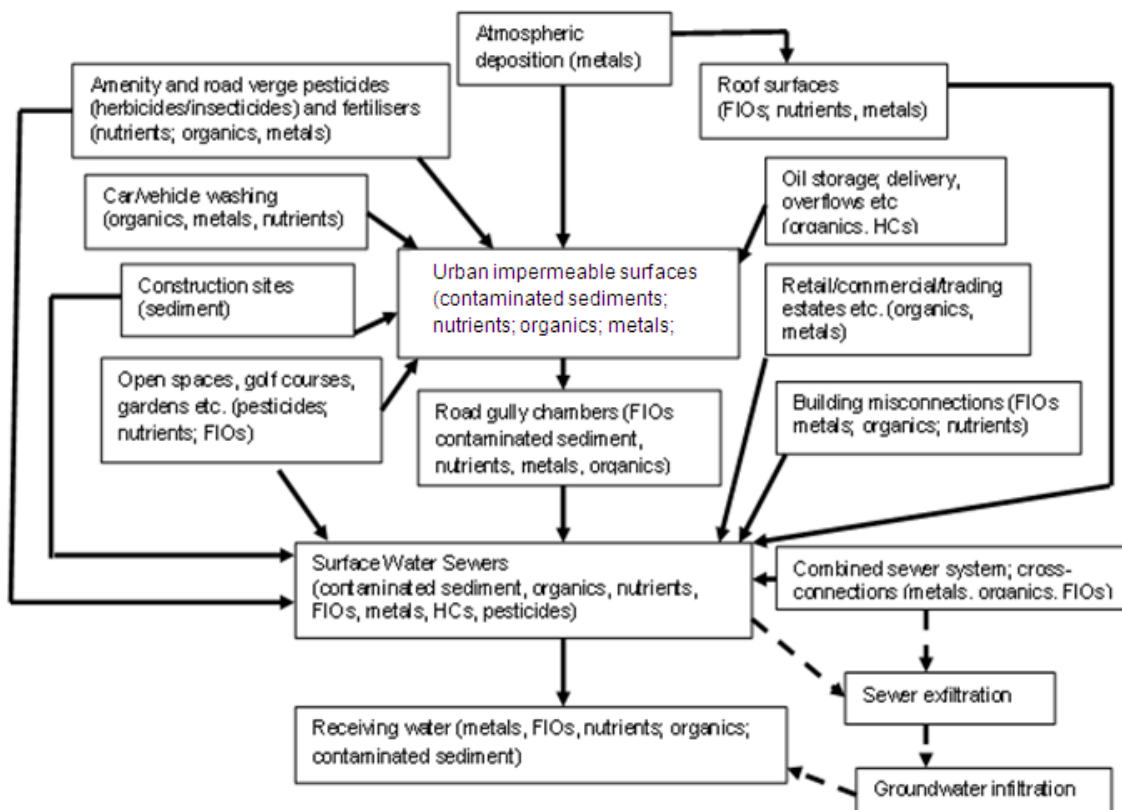 Atmospheric
deposition (metals)
Amenity and road verge pesticides
(herbicides/insecticides) and fertilisers
(nutrients; organics, metals)
Roof surfaces
(FIOs; nutrients, metals)
Car/vehicle washing
(organics, metals, nutrients)
Oil storage; delivery,
overflows etc
(organics. HCs)
Urban impermeable surfaces
(contaminated sediments;
nutrients; organics; metals;
Construction sites
(sediment)
Retail/commercial/trading
estates etc. (organics,
metals)
Open spaces, golf courses,
gardens etc. (pesticides;
nutrients; FIOs)
Road gully chambers (FIOs
contaminated sediment,
nutrients, metals, organics)
Building misconnections (FIOs
metals; organics; nutrients)
Surface Water Sewers
(contaminated sediment, organics, nutrients,
FIOs, metals, HCs, pesticides)
Combined sewer system; cross-
connections (metals. organics. FIOs)
Sewer exfiltration
Receiving water (metals, FIOs, nutrients; organics;
contaminated sediment)
Groundwater infiltration